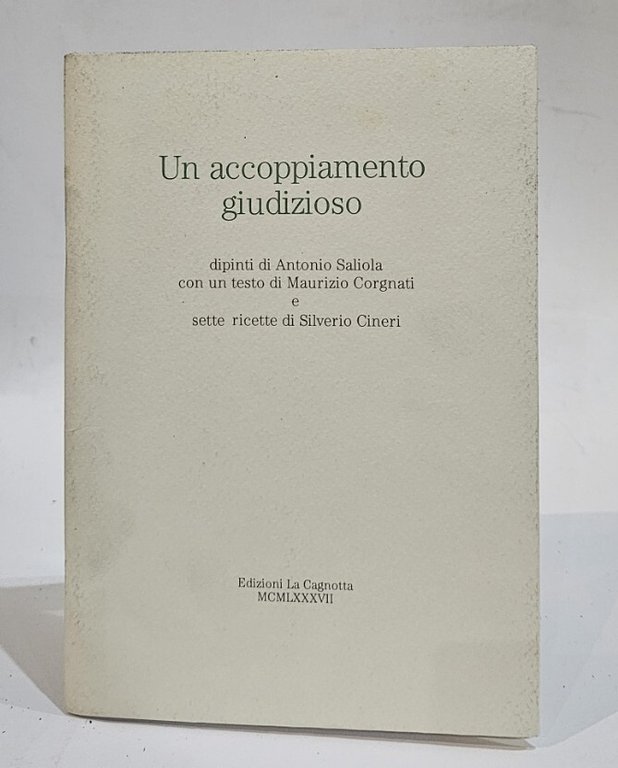 Un accoppiamento
giudizioso
dipinti di Antonio Saliola
con un testo di Maurizio Corgnati
e
sette ricette di Silverio Cineri
Edizioni La Cagnotta
MCMLXXXVII